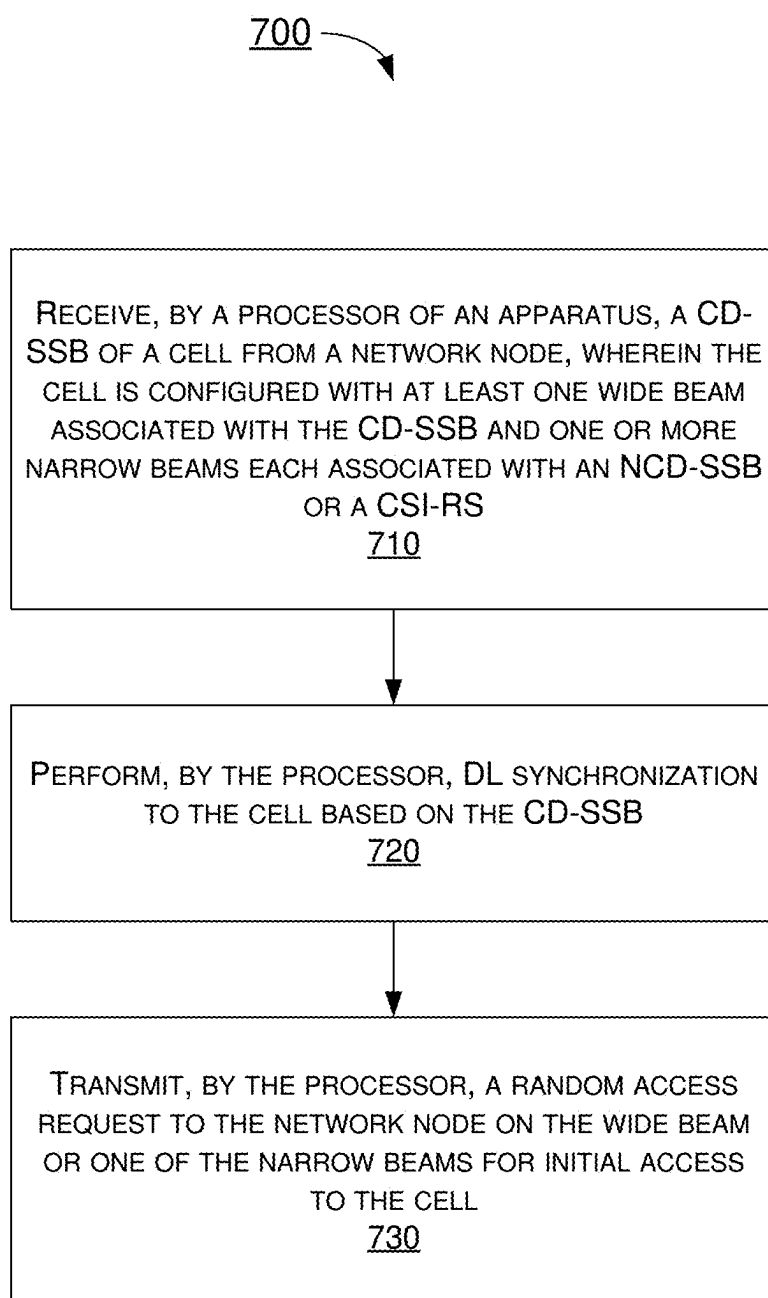 700
RECEIVE, BY A PROCESSOR OF AN APPARATUS, A CD-
SSB OF A CELL FROM A NETWORK NODE, WHEREIN THE
CELL IS CONFIGURED WITH AT LEAST ONE WIDE BEAM
ASSOCIATED WITH THE CD-SSB AND ONE OR MORE
NARROW BEAMS EACH ASSOCIATED WITH AN NCD-SSB
OR A CSI-RS
710
PERFORM, BY THE PROCESSOR, DL SYNCHRONIZATION
TO THE CELL BASED ON THE CD-SSB
720
TRANSMIT, BY THE PROCESSOR, A RANDOM ACCESS
REQUEST TO THE NETWORK NODE ON THE WIDE BEAM
OR ONE OF THE NARROW BEAMS FOR INITIAL ACCESS
TO THE CELL
730